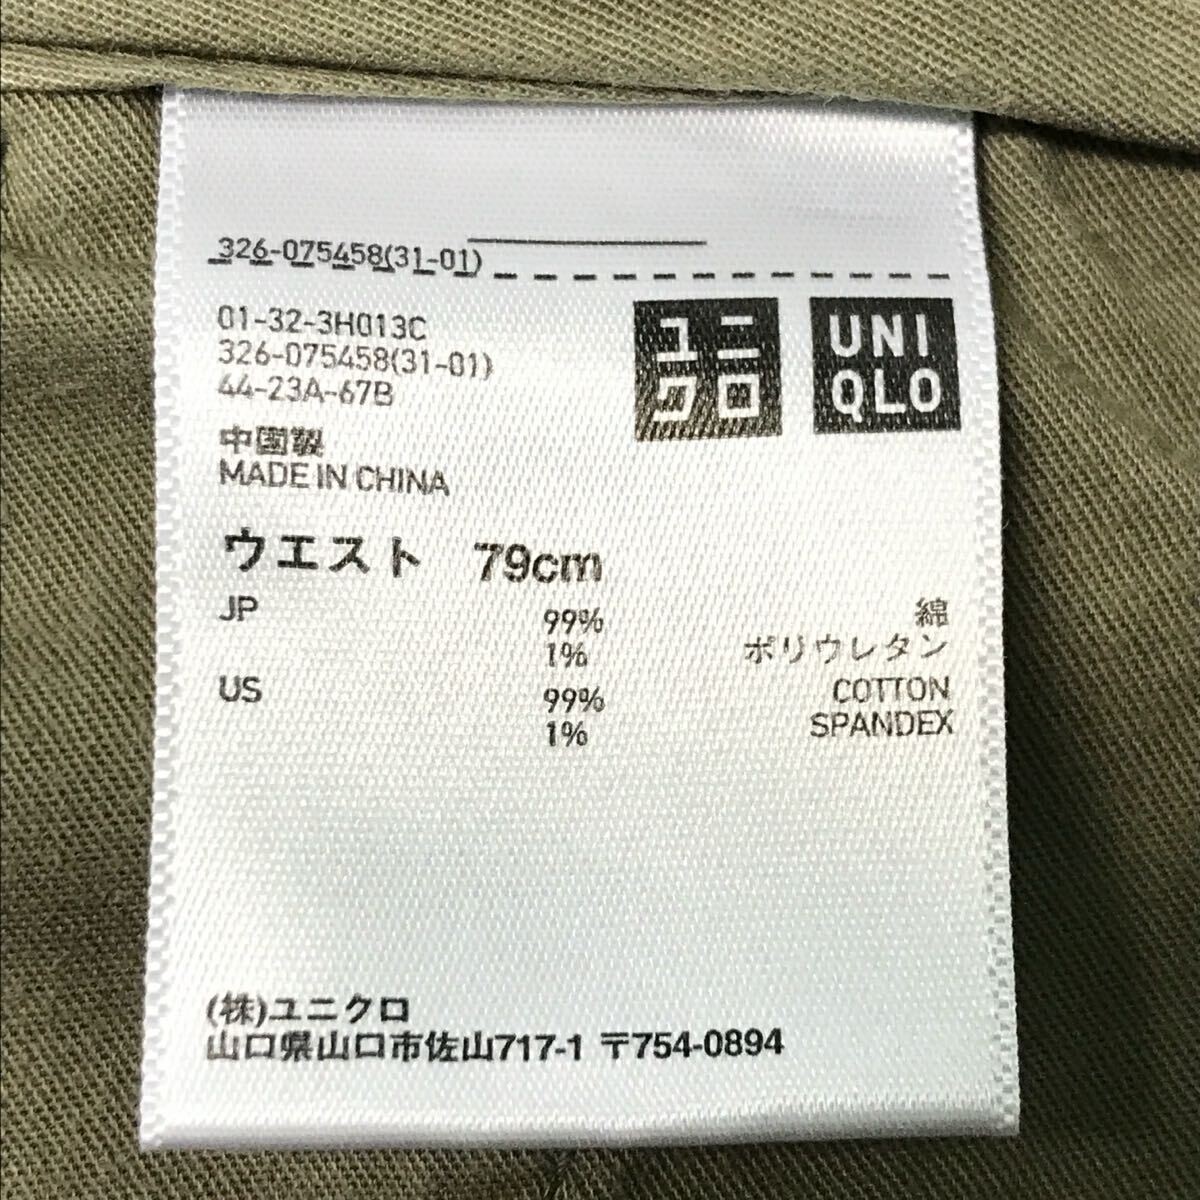 326-075458(31-01)
01-32-3H013C
326-075458(31-01)
44-23A-67B
ユニ
クロ
UNI
QLO
中国製
MADE IN CHINA
ウエスト 79cm
JP 99% 綿
1% ポリウレタン
US 99% COTTON
1% SPANDEX
(株)ユニクロ
山口県山口市佐山717-1 〒754-0894